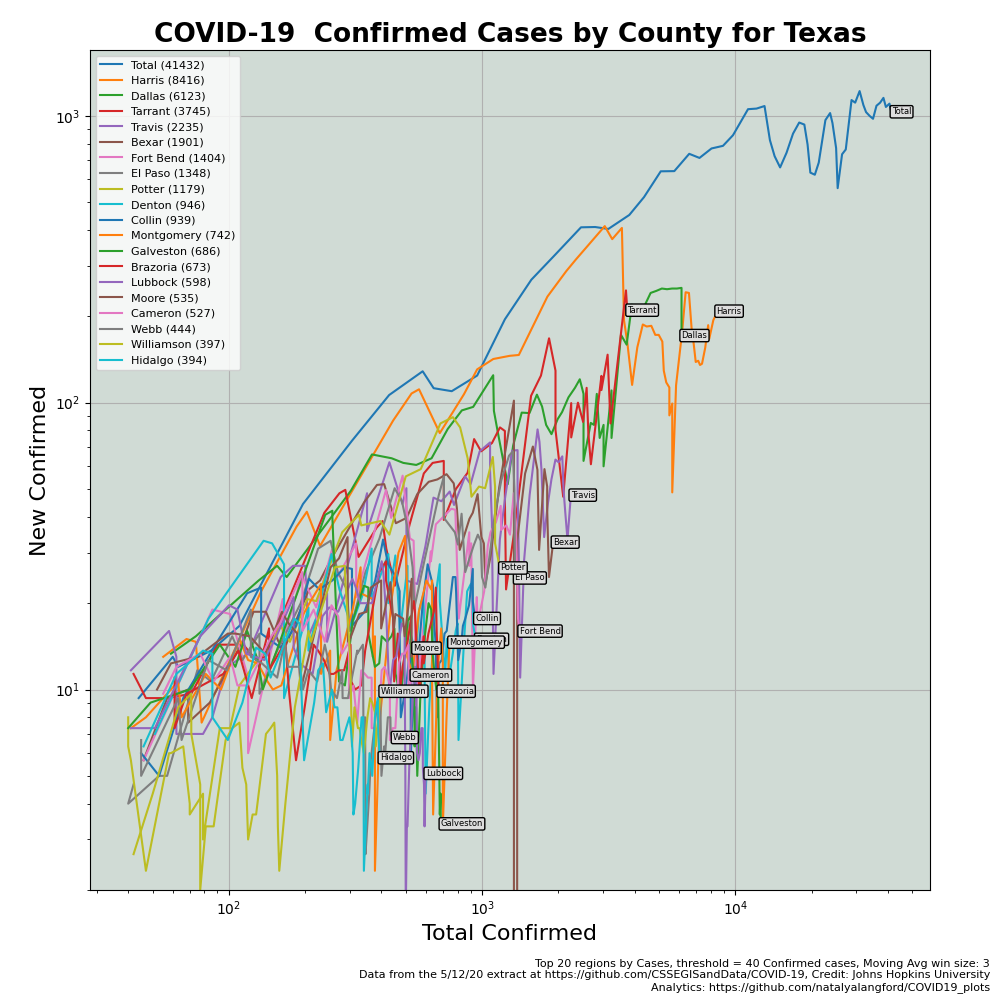 COVID-19  Confirmed Cases by County for Texas
Total (41432)
Harris (8416)
Dallas (6123)
Tarrant (3745)
Travis (2235)
Bexar (1901)
Fort Bend (1404)
El Paso (1348)
Potter (1179)
Denton (946)
Collin (939)
Montgomery (742)
Galveston (686)
Brazoria (673)
Lubbock (598)
Moore (535)
Cameron (527)
Webb (444)
Williamson (397)
Hidalgo (394)
10³
10²
10¹
New Confirmed
Total
Tarrant
Harris
Dallas
Travis
Bexar
Potter
El Paso
Collin
Fort Bend
Montgomery
Moore
Cameron
Williamson
Brazoria
Webb
Hidalgo
Lubbock
Galveston
10²
10³
10⁴
Total Confirmed
Top 20 regions by Cases, threshold = 40 Confirmed cases, Moving Avg win size: 3
Data from the 5/12/20 extract at https://github.com/CSSEGISandData/COVID-19, Credit: Johns Hopkins University
Analytics: https://github.com/natalyalangford/COVID19_plots